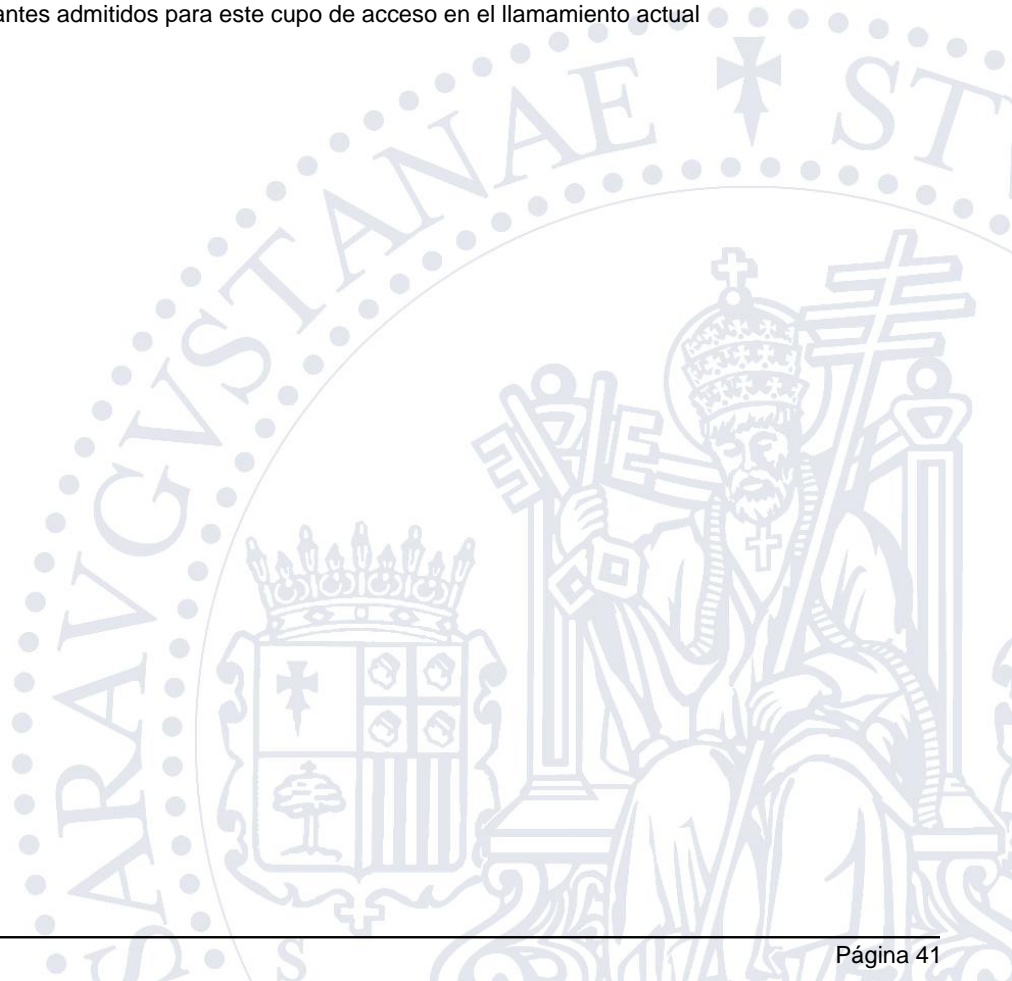 antes admitidos para este cupo de acceso en el llamamiento actual
ARAVGVSTANAE ST
S
Página 41